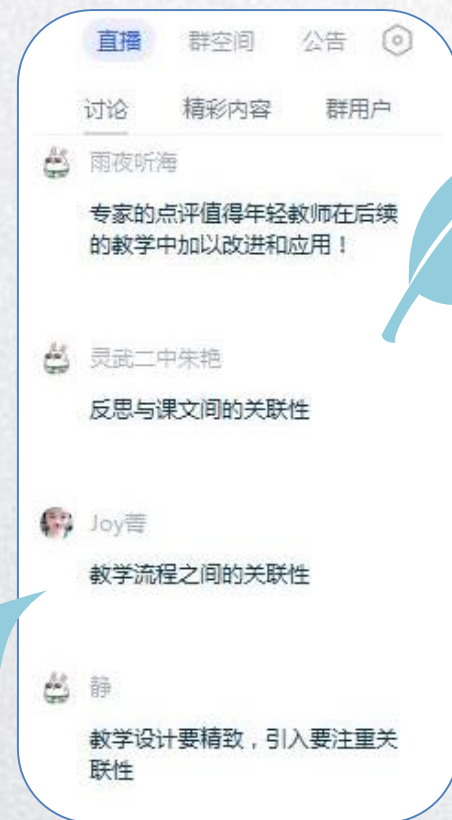 直播 群空间 公告
讨论 精彩内容 群用户
雨夜听海
专家的点评值得年轻教师在后续
的教学中加以改进和应用！
灵武二中朱艳
反思与课文间的关联性
Joy菁
教学流程之间的关联性
静
教学设计要精致，引入要注重关
联性